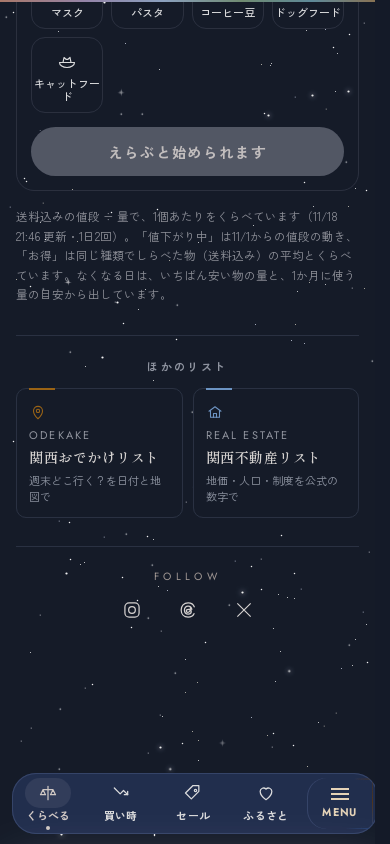 マスク
パスタ
コーヒー豆
ドッグフード
キャットフー
ド
えらぶと始められます
送料込みの値段 ÷ 量で、1個あたりをくらべています（11/18
21:46 更新・1日2回）。「値下がり中」は11/1からの値段の動き、
「お得」は同じ種類でしらべた物（送料込み）の平均とくらべ
ています。なくなる日は、いちばん安い物の量と、1か月に使う
量の目安から出しています。
ほかのリスト
ODEKAKE
関西おでかけリスト
週末どこ行く？を日付と地
図で
REAL ESTATE
関西不動産リスト
地価・人口・制度を公式の
数字で
FOLLOW
くらべる
買い時
セール
ふるさと
MENU